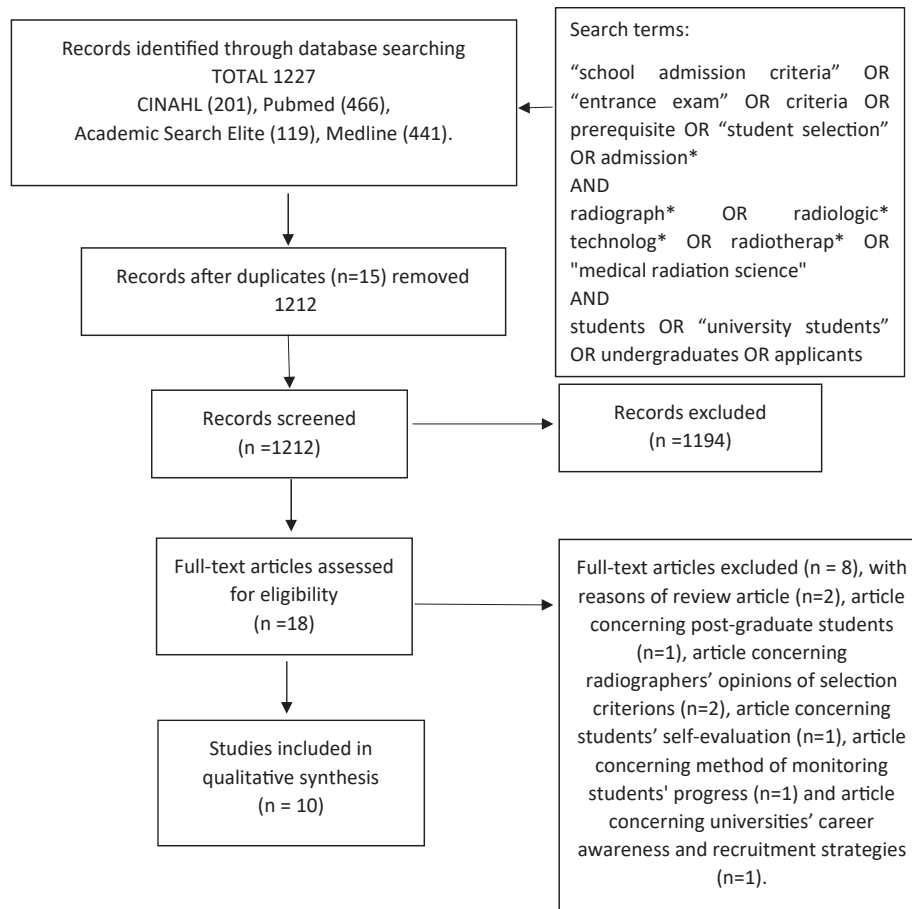 Records identified through database searching
TOTAL 1227
CINAHL (201), Pubmed (466),
Academic Search Elite (119), Medline (441).
Search terms:
“school admission criteria” OR
“entrance exam” OR criteria OR
prerequisite OR “student selection”
OR admission*
AND
radiograph* OR radiologic*
technolog* OR radiotherap* OR
"medical radiation science"
AND
students OR “university students”
OR undergraduates OR applicants
Records after duplicates (n=15) removed
1212
Records screened
(n =1212)
Records excluded
(n =1194)
Full-text articles assessed
for eligibility
(n =18)
Full-text articles excluded (n = 8), with
reasons of review article (n=2), article
concerning post-graduate students
(n=1), article concerning
radiographers’ opinions of selection
criterions (n=2), article concerning
students’ self-evaluation (n=1), article
concerning method of monitoring
students' progress (n=1) and article
concerning universities’ career
awareness and recruitment strategies
(n=1).
Studies included in
qualitative synthesis
(n = 10)